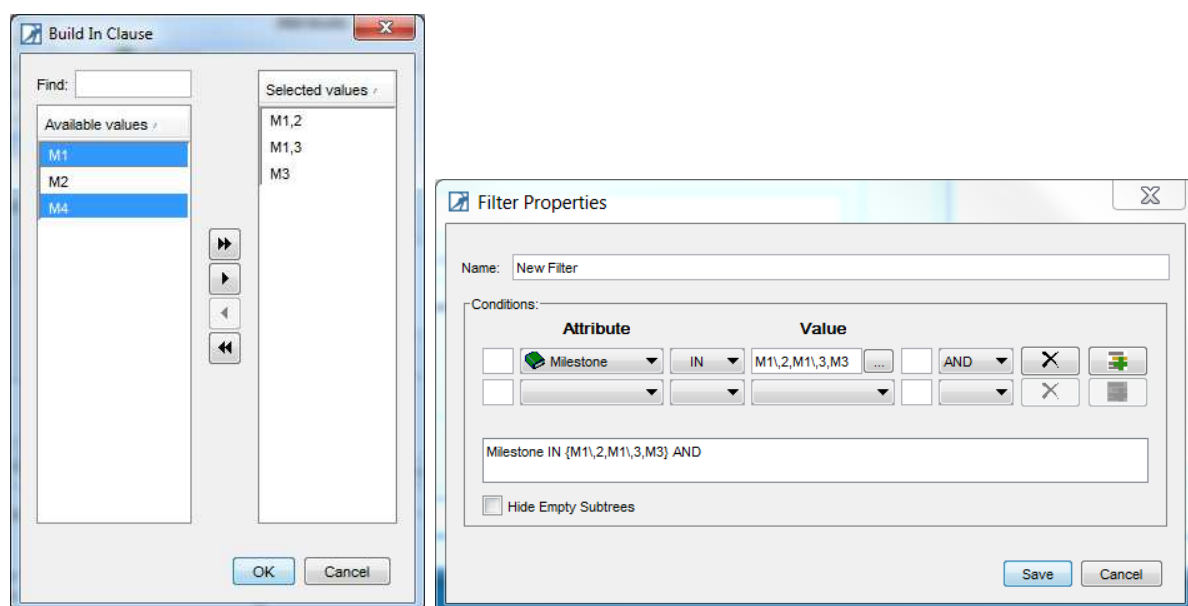 Build In Clause
Find:
Available values
M1
M2
M4
Selected values
M1,2
M1,3
M3
OK Cancel
Filter Properties
Name: New Filter
Conditions:
Attribute Value
Milestone IN M1\,2,M1\,3,M3 ... AND
Milestone IN {M1\,2,M1\,3,M3} AND
Hide Empty Subtrees
Save Cancel